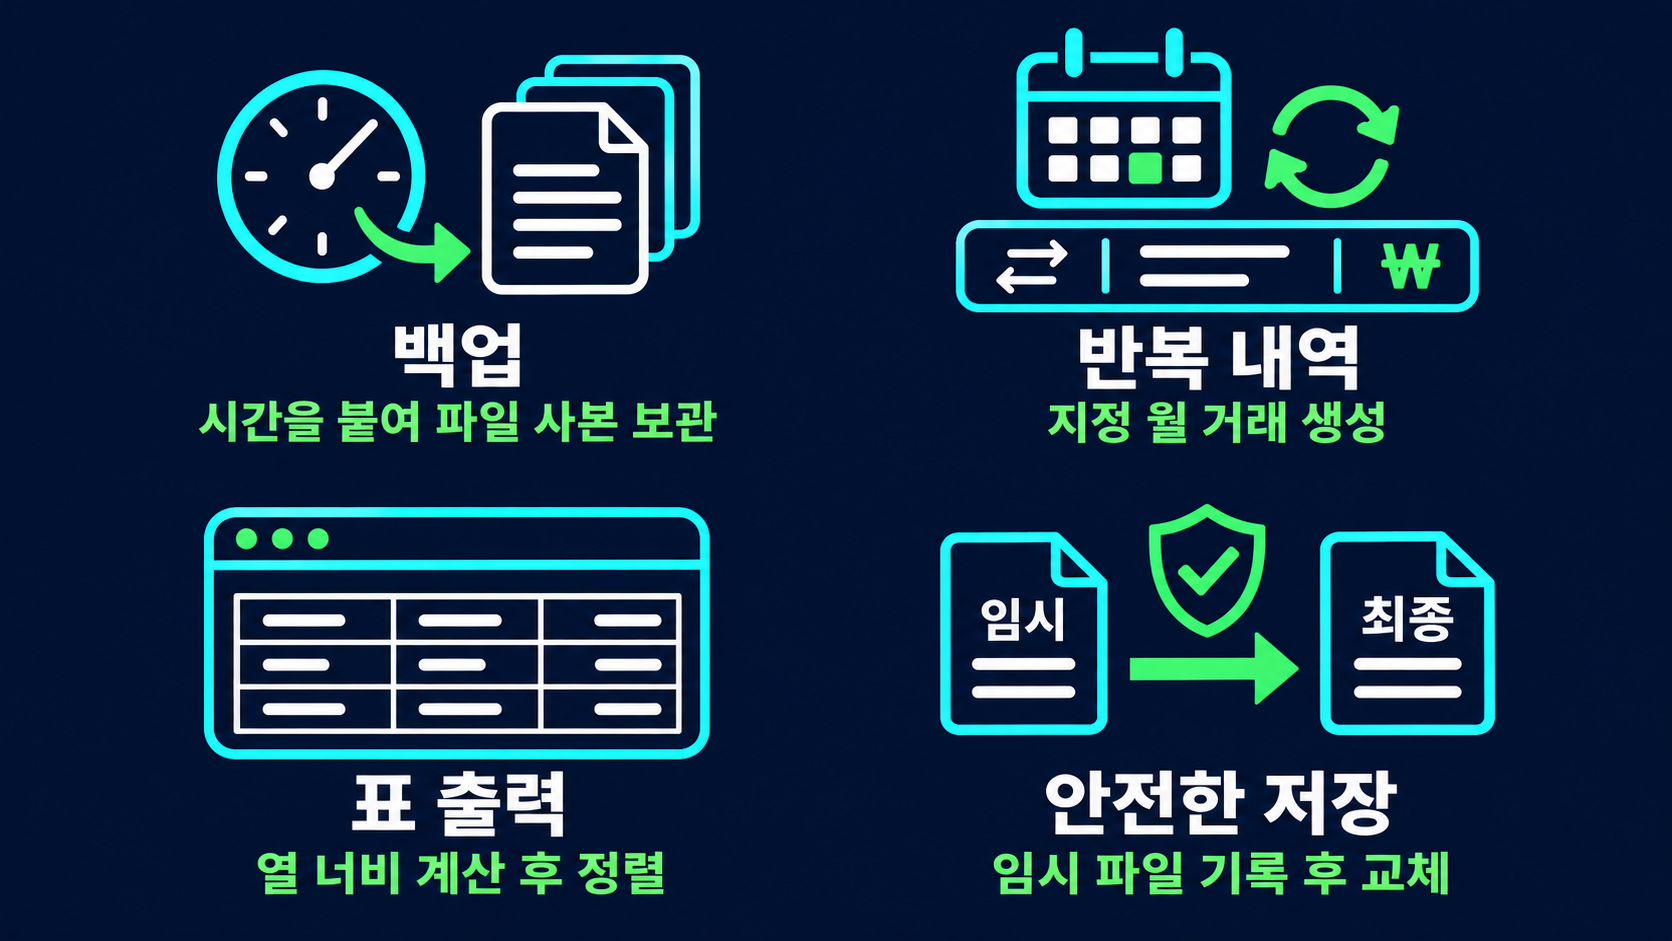 백업
시간을 붙여 파일 사본 보관
₩
반복 내역
지정 월 거래 생성
표 출력
열 너비 계산 후 정렬
임시
최종
안전한 저장
임시 파일 기록 후 교체